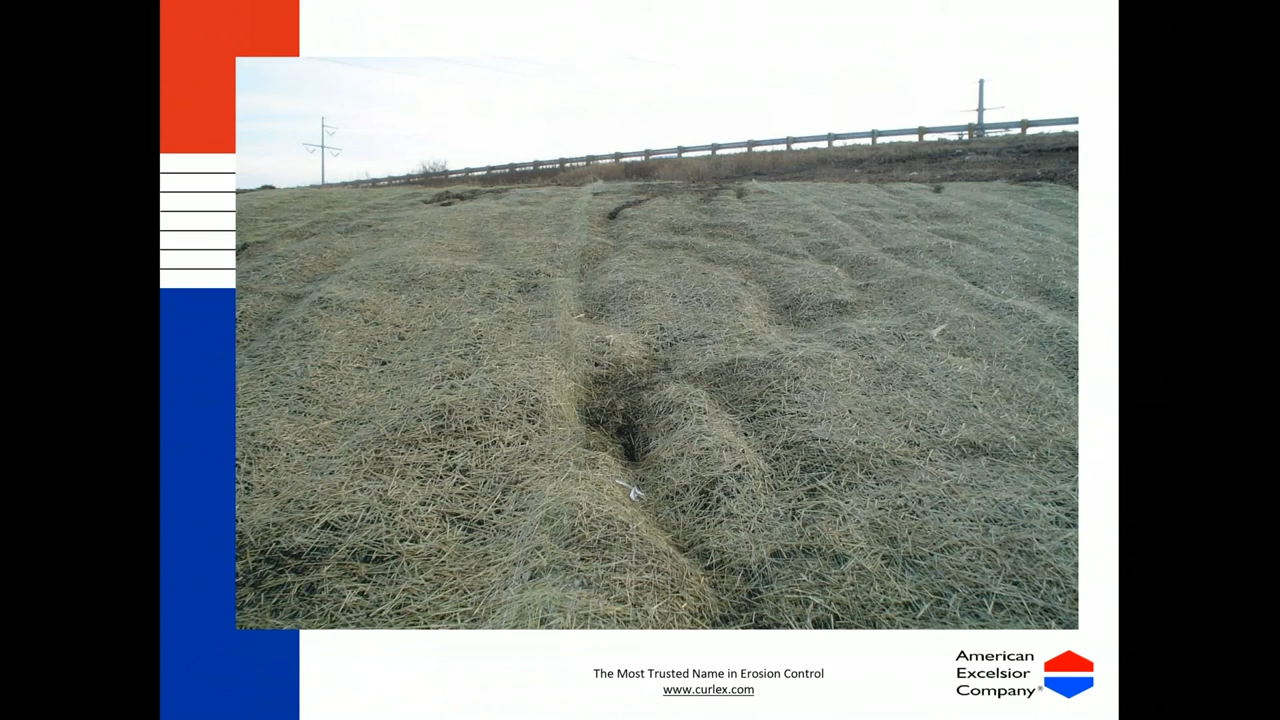 The Most Trusted Name in Erosion Control
www.curlex.com
American
Excelsior
Company®